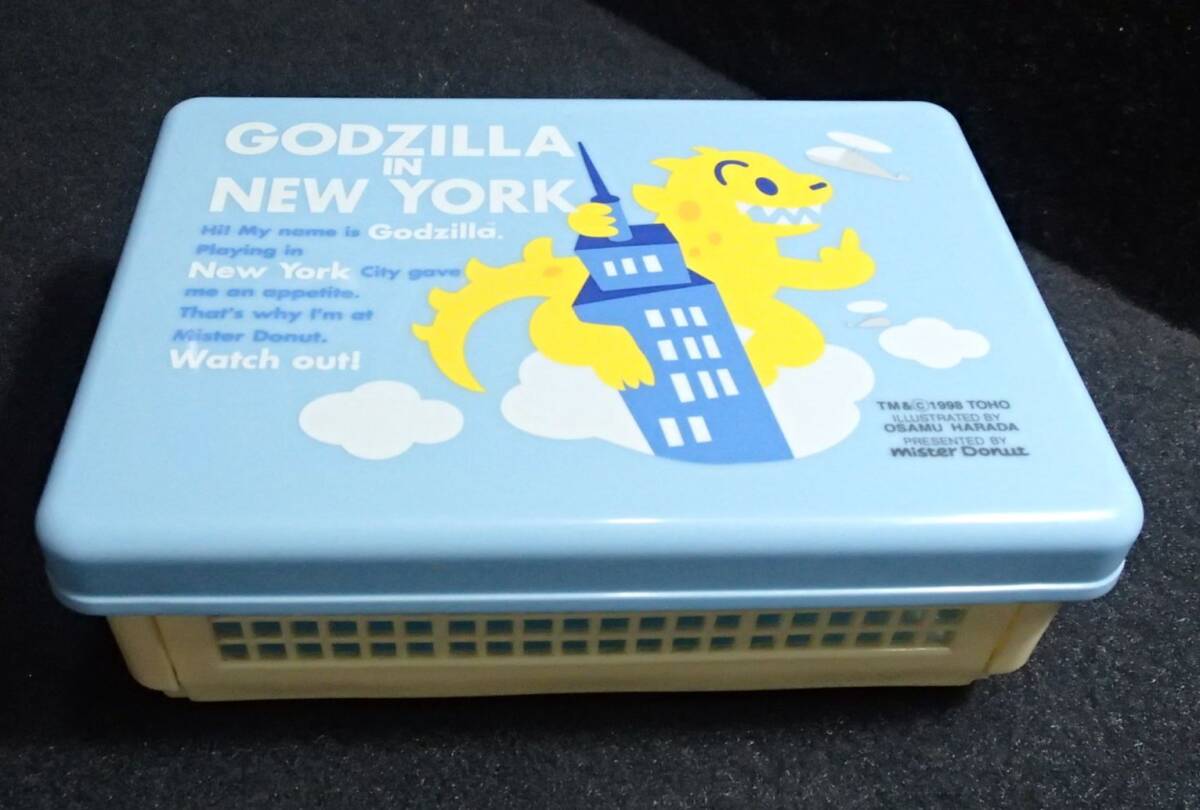 GODZILLA
IN
NEW YORK
Hi! My name is Godzilla.
Playing in
New York City gave
me an appetite.
That's why I'm at
Mister Donut.
Watch out!
TM&©1998 TOHO
ILLUSTRATED BY
OSAMU HARADA
PRESENTED BY
mister Donut